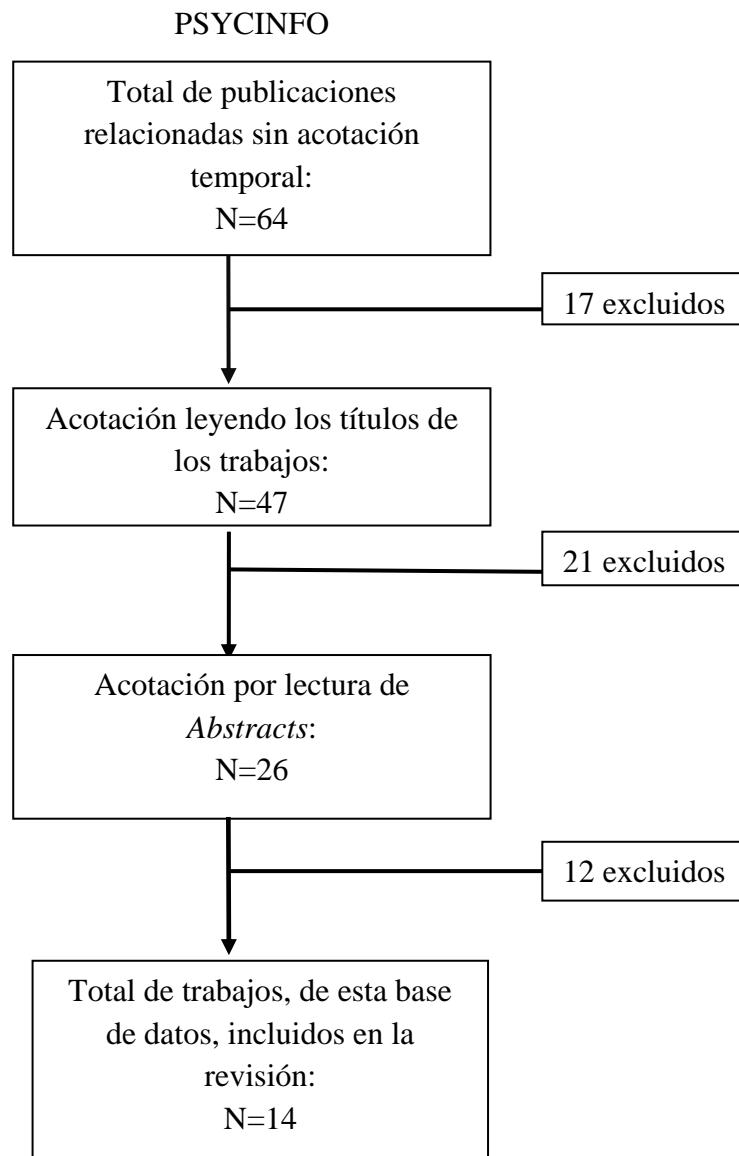 PSYCINFO
Total de publicaciones
relacionadas sin acotación
temporal:
N=64
17 excluidos
Acotación leyendo los títulos de
los trabajos:
N=47
21 excluidos
Acotación por lectura de
Abstracts:
N=26
12 excluidos
Total de trabajos, de esta base
de datos, incluidos en la
revisión:
N=14